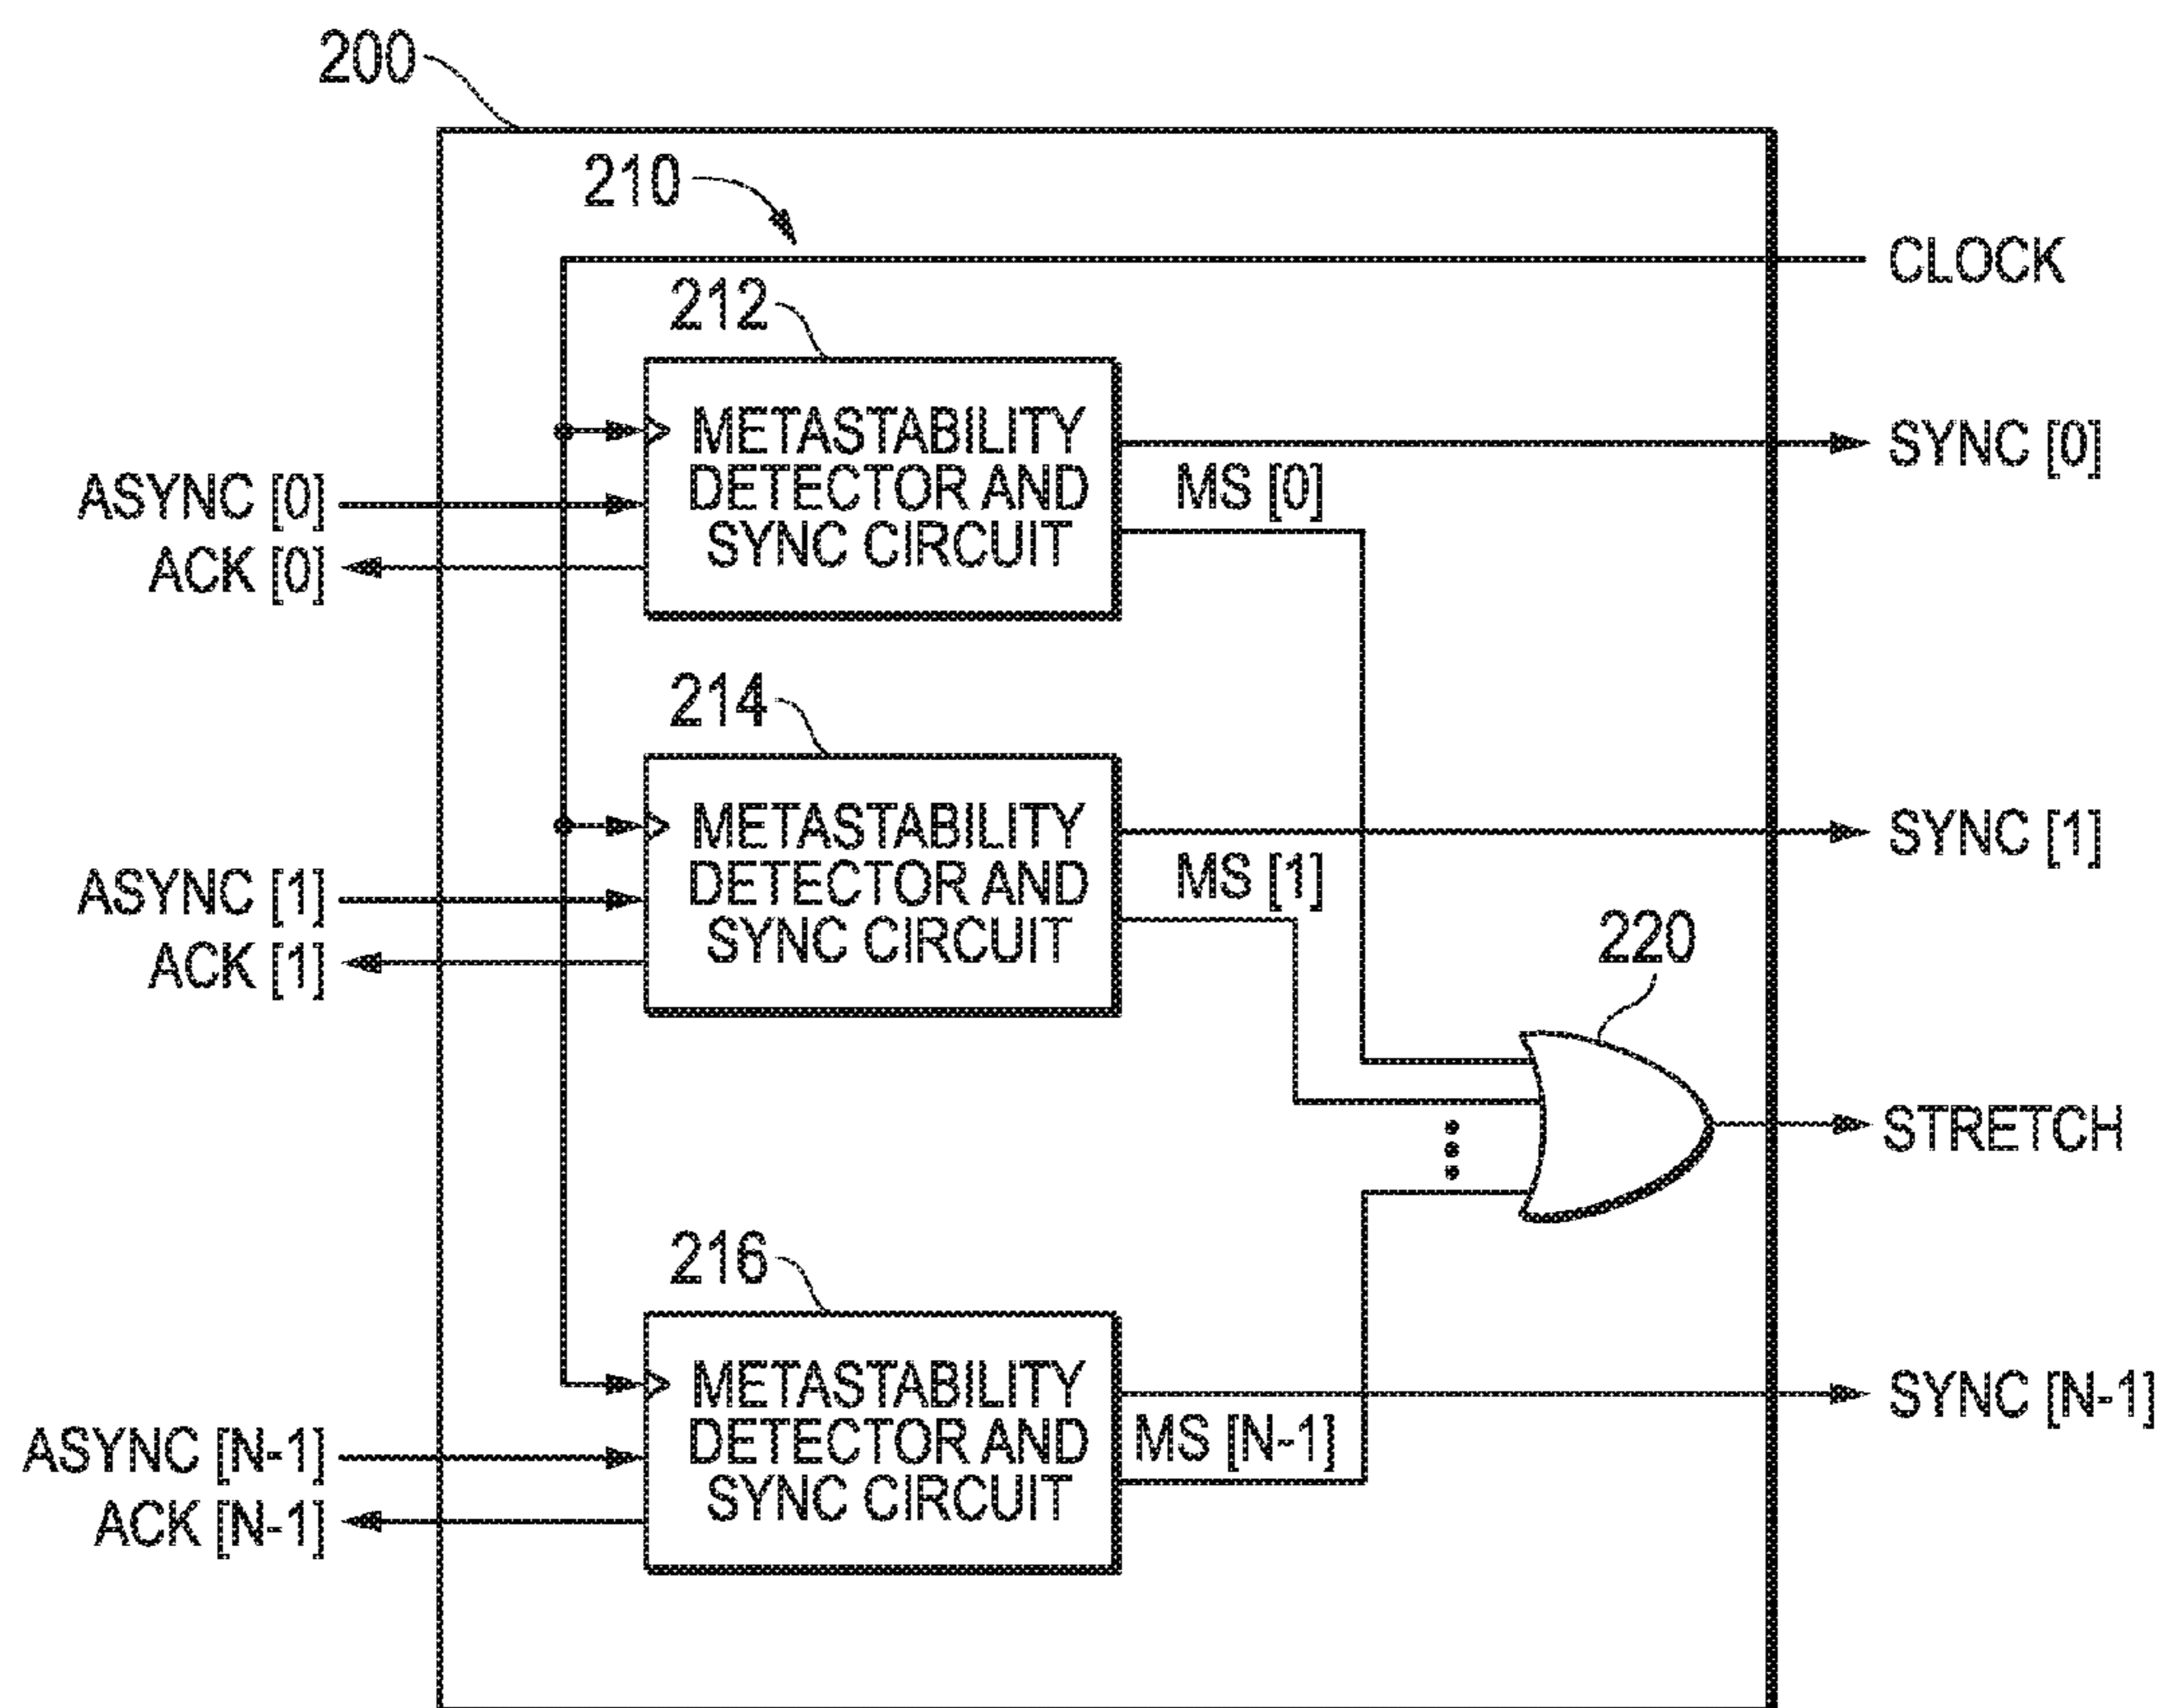 200
210
CLOCK
212
METASTABILITY
DETECTOR AND
SYNC CIRCUIT
ASYNC [0]
ACK [0]
SYNC [0]
MS [0]
214
METASTABILITY
DETECTOR AND
SYNC CIRCUIT
ASYNC [1]
ACK [1]
SYNC [1]
MS [1]
220
STRETCH
216
METASTABILITY
DETECTOR AND
SYNC CIRCUIT
ASYNC [N-1]
ACK [N-1]
SYNC [N-1]
MS [N-1]